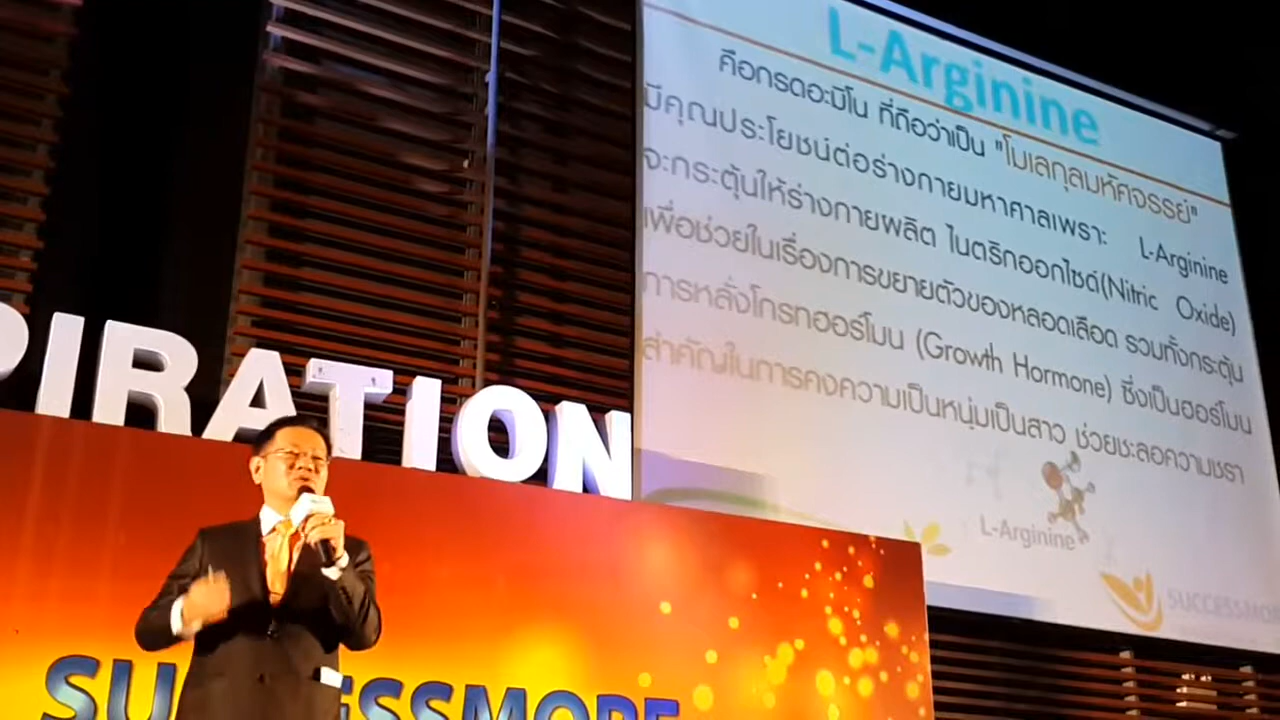 L-Arginine
คือกรดอะมิโน ที่ถือว่าเป็น "โมเลกุลมหัศจรรย์"
มีคุณประโยชน์ต่อร่างกายมหาศาลเพราะ L-Arginine
จะกระตุ้นให้ร่างกายผลิต ไนตริกออกไซด์(Nitric Oxide)
เพื่อช่วยในเรื่องการขยายตัวของหลอดเลือด รวมทั้งกระตุ้น
การหลั่งโกรทฮอร์โมน (Growth Hormone) ซึ่งเป็นฮอร์โมน
สำคัญในการคงความเป็นหนุ่มเป็นสาว ช่วยชะลอความชรา
L-Arginine
SUCCESSMOR
PIRATION
SU ESSMORE